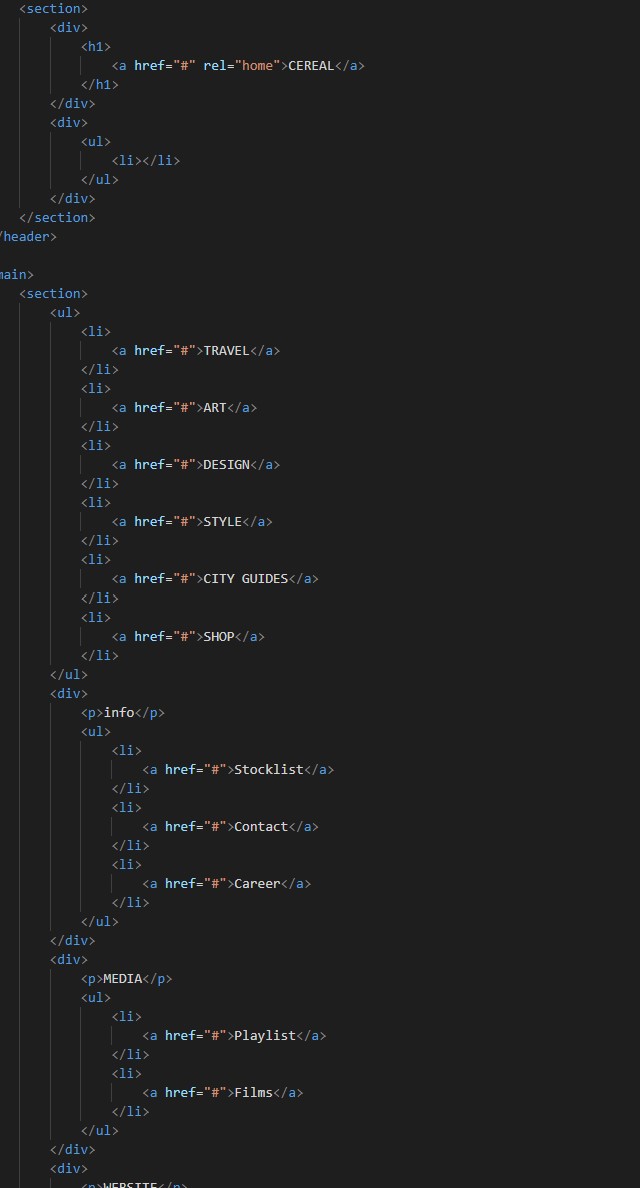 <section>
<div>
<h1>
<a href="#" rel="home">CEREAL</a>
</h1>
</div>
<div>
<ul>
<li></li>
</ul>
</div>
</section>
/header>
main>
<section>
<ul>
<li>
<a href="#">TRAVEL</a>
</li>
<li>
<a href="#">ART</a>
</li>
<li>
<a href="#">DESIGN</a>
</li>
<li>
<a href="#">STYLE</a>
</li>
<li>
<a href="#">CITY GUIDES</a>
</li>
<li>
<a href="#">SHOP</a>
</li>
</ul>
<div>
<p>info</p>
<ul>
<li>
<a href="#">Stocklist</a>
</li>
<li>
<a href="#">Contact</a>
</li>
<li>
<a href="#">Career</a>
</li>
</ul>
</div>
<div>
<p>MEDIA</p>
<ul>
<li>
<a href="#">Playlist</a>
</li>
<li>
<a href="#">Films</a>
</li>
</ul>
</div>
<div>
<p>WEBSITE</p>